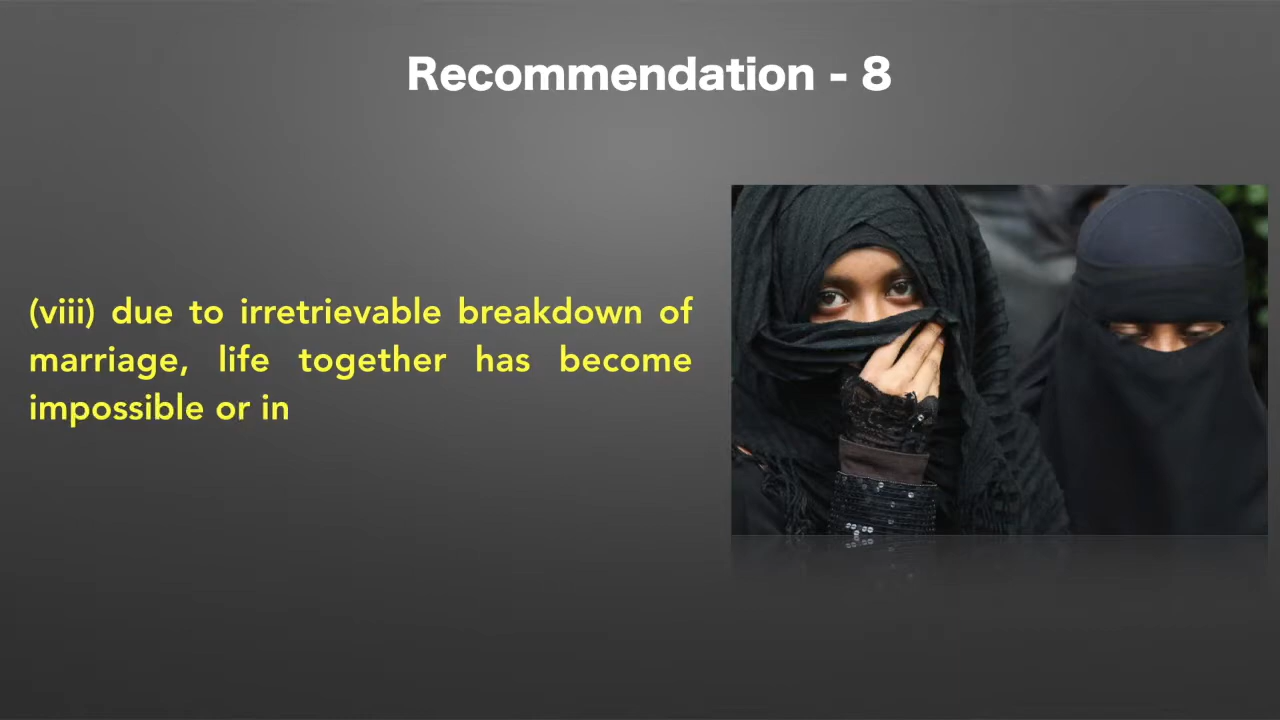 Recommendation - 8
(viii) due to irretrievable breakdown of
marriage, life together has become
impossible or in